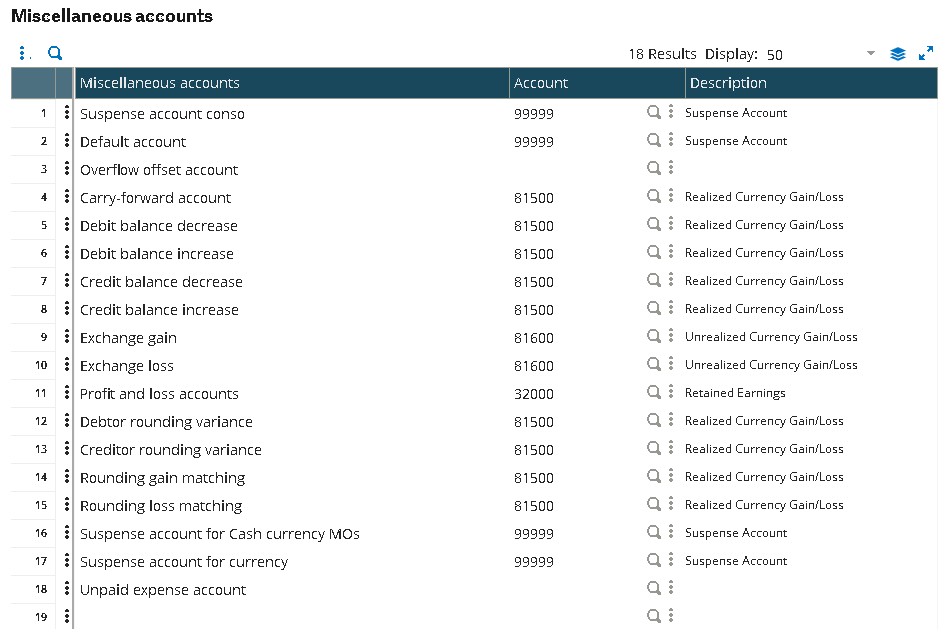 Miscellaneous accounts
18 Results Display: 50
Miscellaneous accounts Account Description
1 Suspense account conso 99999 Suspense Account
2 Default account 99999 Suspense Account
3 Overflow offset account
4 Carry-forward account 81500 Realized Currency Gain/Loss
5 Debit balance decrease 81500 Realized Currency Gain/Loss
6 Debit balance increase 81500 Realized Currency Gain/Loss
7 Credit balance decrease 81500 Realized Currency Gain/Loss
8 Credit balance increase 81500 Realized Currency Gain/Loss
9 Exchange gain 81600 Unrealized Currency Gain/Loss
10 Exchange loss 81600 Unrealized Currency Gain/Loss
11 Profit and loss accounts 32000 Retained Earnings
12 Debtor rounding variance 81500 Realized Currency Gain/Loss
13 Creditor rounding variance 81500 Realized Currency Gain/Loss
14 Rounding gain matching 81500 Realized Currency Gain/Loss
15 Rounding loss matching 81500 Realized Currency Gain/Loss
16 Suspense account for Cash currency MOs 99999 Suspense Account
17 Suspense account for currency 99999 Suspense Account
18 Unpaid expense account
19